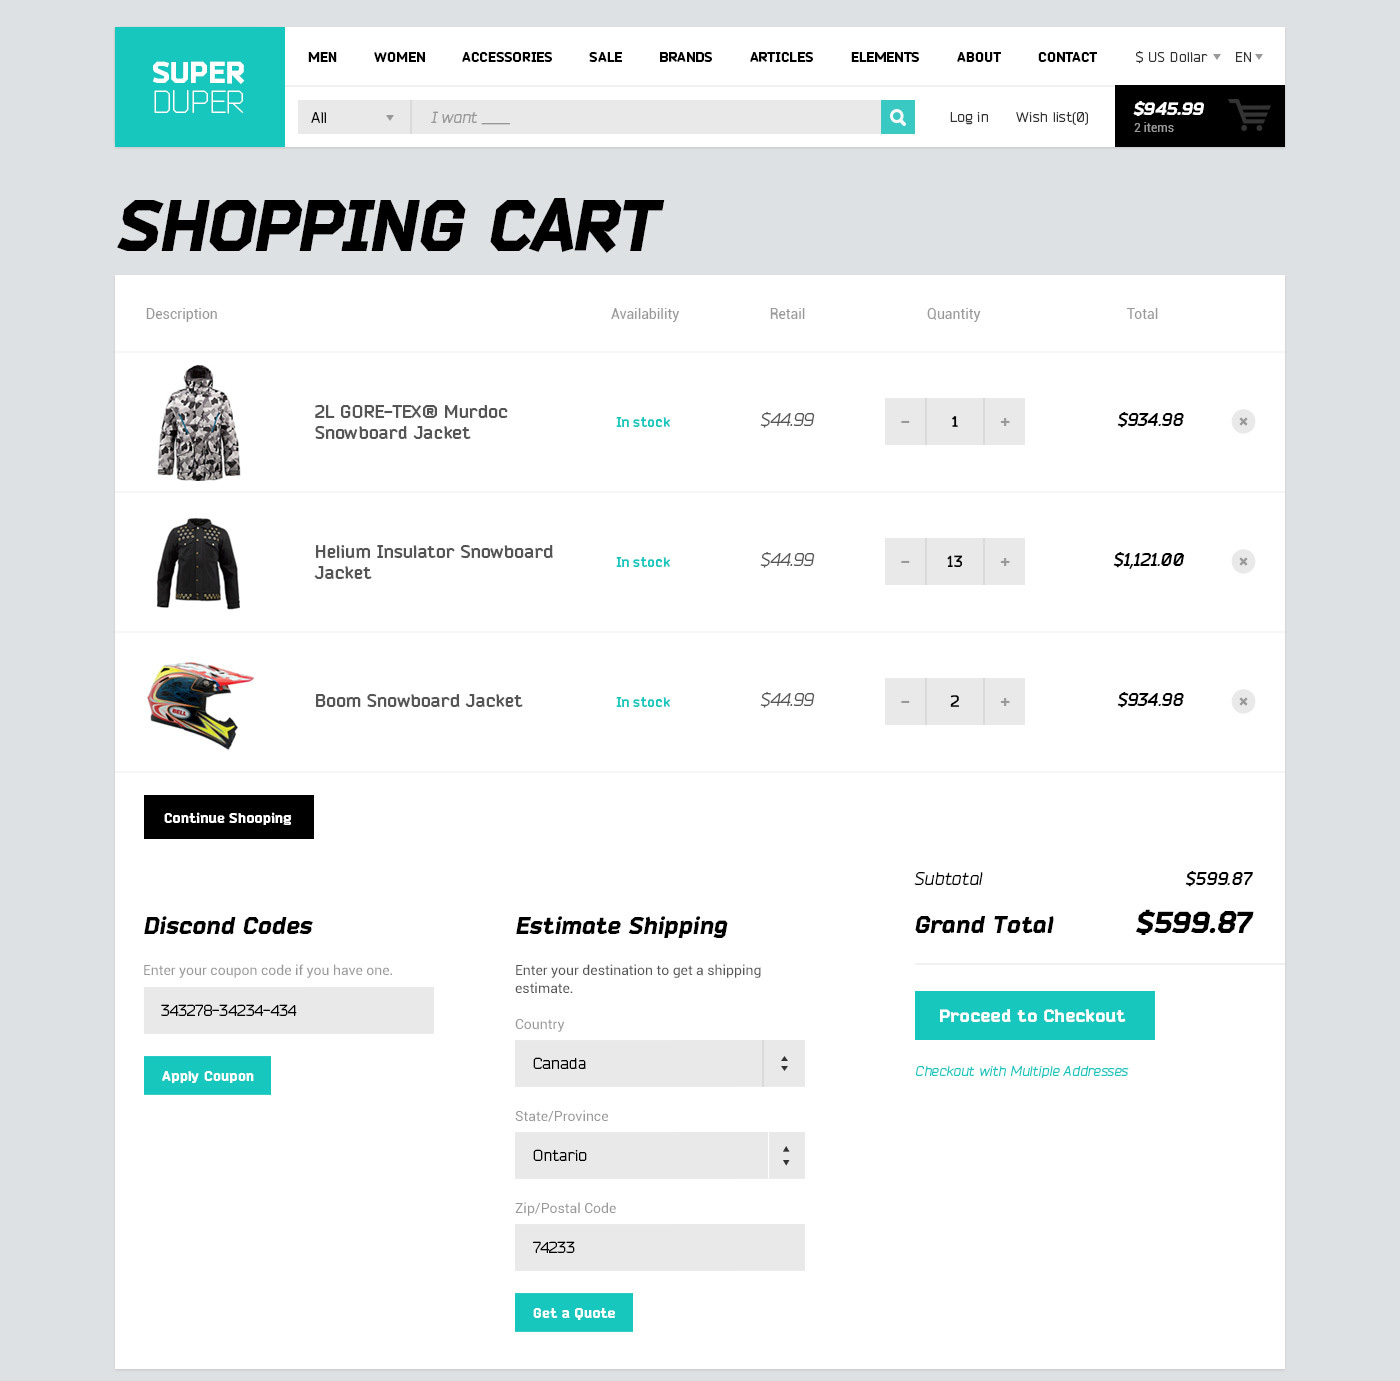 SUPER
DUPER
MEN WOMEN ACCESSORIES SALE BRANDS ARTICLES ELEMENTS ABOUT CONTACT $ US Dollar EN
All I want ___ Log in Wish list(0) $945.99
2 items
SHOPPING CART
Description Availability Retail Quantity Total
2L GORE-TEX® Murdoc
Snowboard Jacket
In stock $44.99 - 1 + $934.98
Helium Insulator Snowboard
Jacket
In stock $44.99 - 13 + $1,121.00
BELL
Boom Snowboard Jacket In stock $44.99 - 2 + $934.98
Continue Shooping
Subtotal $599.87
Grand Total $599.87
Discond Codes
Enter your coupon code if you have one.
343278-34234-434
Apply Coupon
Estimate Shipping
Enter your destination to get a shipping
estimate.
Country
Canada
State/Province
Ontario
Zip/Postal Code
74233
Get a Quote
Proceed to Checkout
Checkout with Multiple Addresses